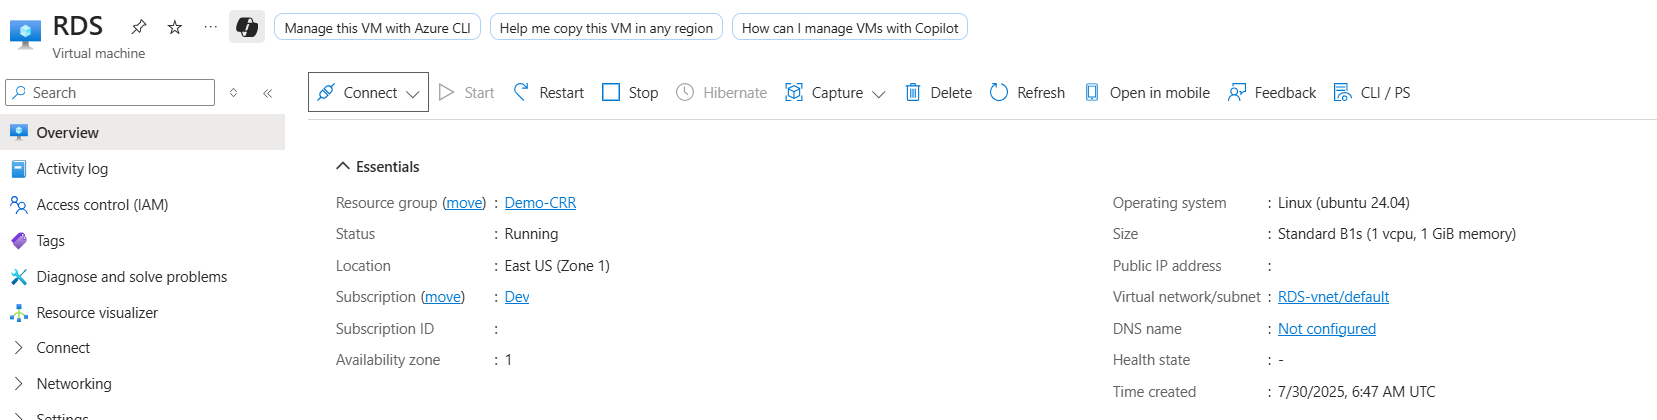 RDS
Virtual machine
Manage this VM with Azure CLI
Help me copy this VM in any region
How can I manage VMs with Copilot
Search
Connect
Start
Restart
Stop
Hibernate
Capture
Delete
Refresh
Open in mobile
Feedback
CLI / PS
Overview
Activity log
Access control (IAM)
Tags
Diagnose and solve problems
Resource visualizer
Connect
Networking
Settings
Essentials
Resource group (move) : Demo-CRR
Status : Running
Location : East US (Zone 1)
Subscription (move) : Dev
Subscription ID :
Availability zone : 1
Operating system : Linux (ubuntu 24.04)
Size : Standard B1s (1 vcpu, 1 GiB memory)
Public IP address :
Virtual network/subnet : RDS-vnet/default
DNS name : Not configured
Health state : -
Time created : 7/30/2025, 6:47 AM UTC